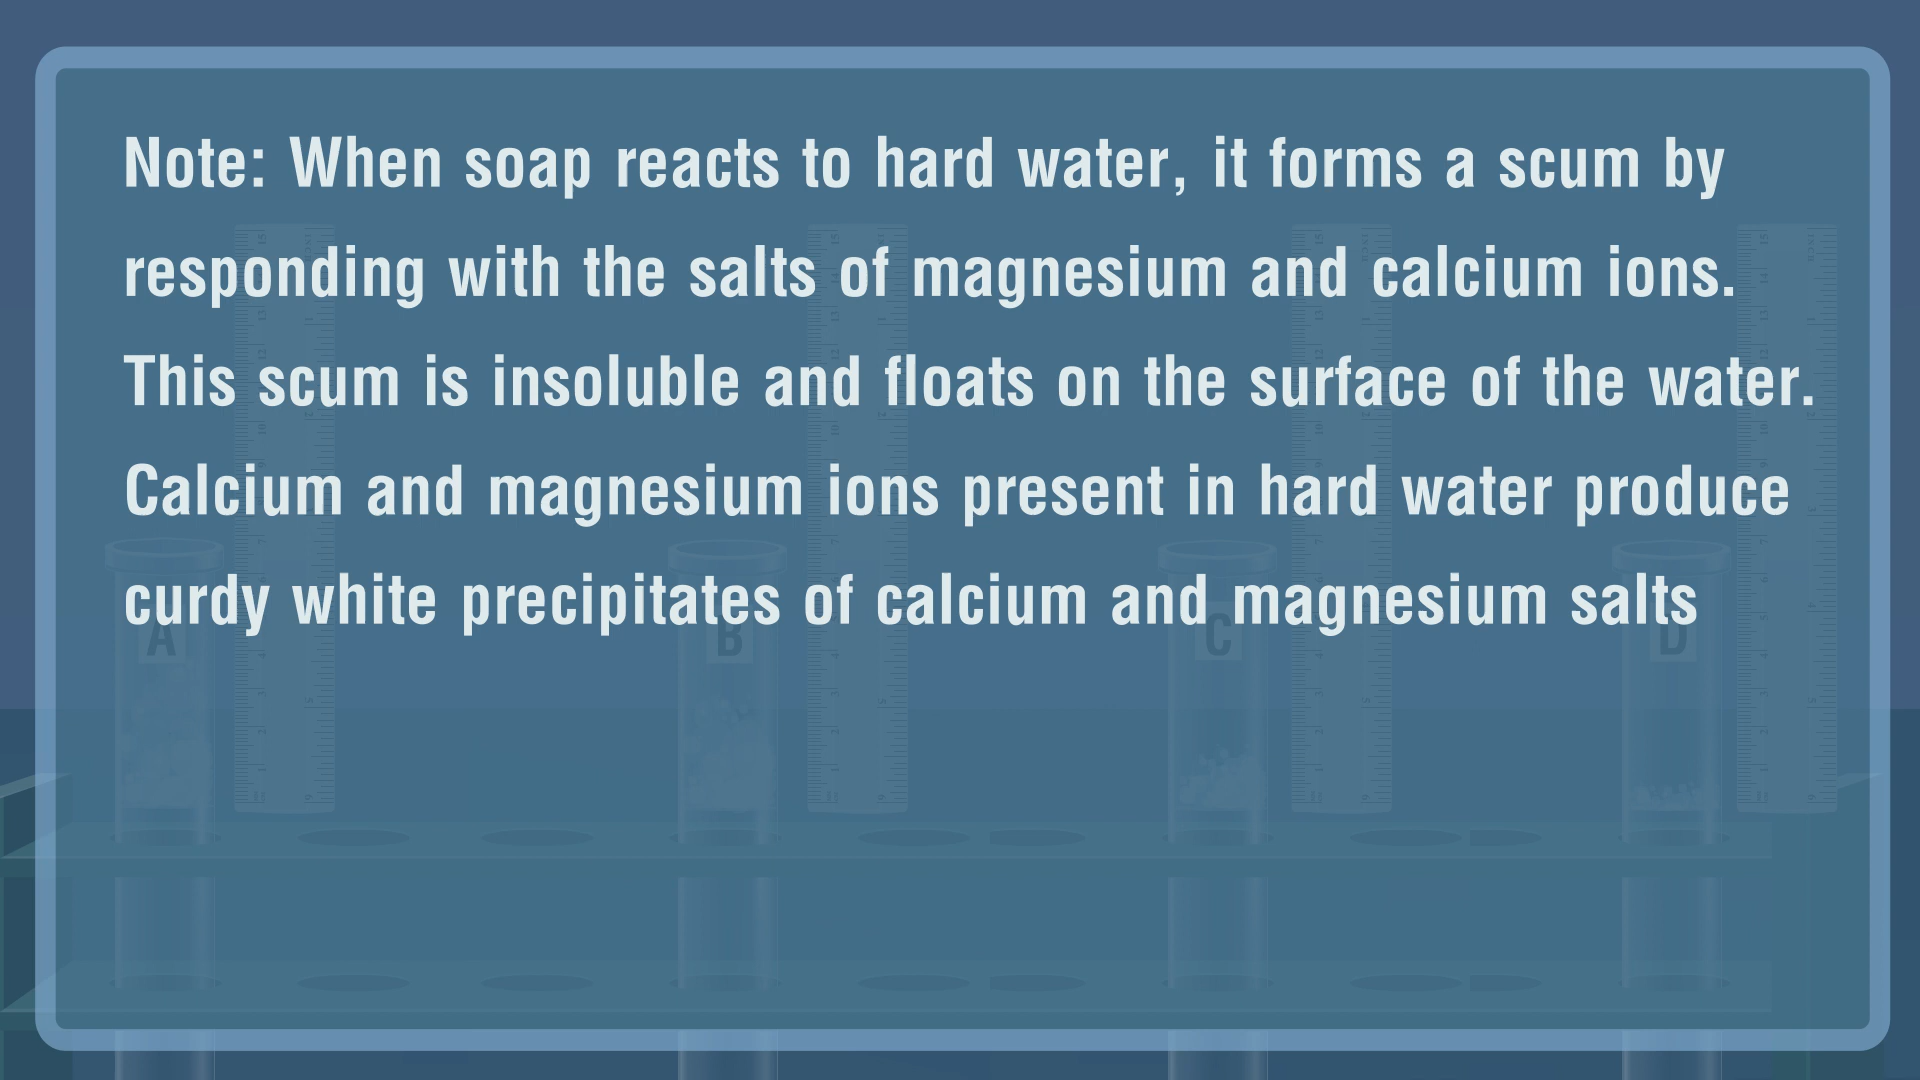 Note: When soap reacts to hard water, it forms a scum by
responding with the salts of magnesium and calcium ions.
This scum is insoluble and floats on the surface of the water.
Calcium and magnesium ions present in hard water produce
curdy white precipitates of calcium and magnesium salts
A B C D